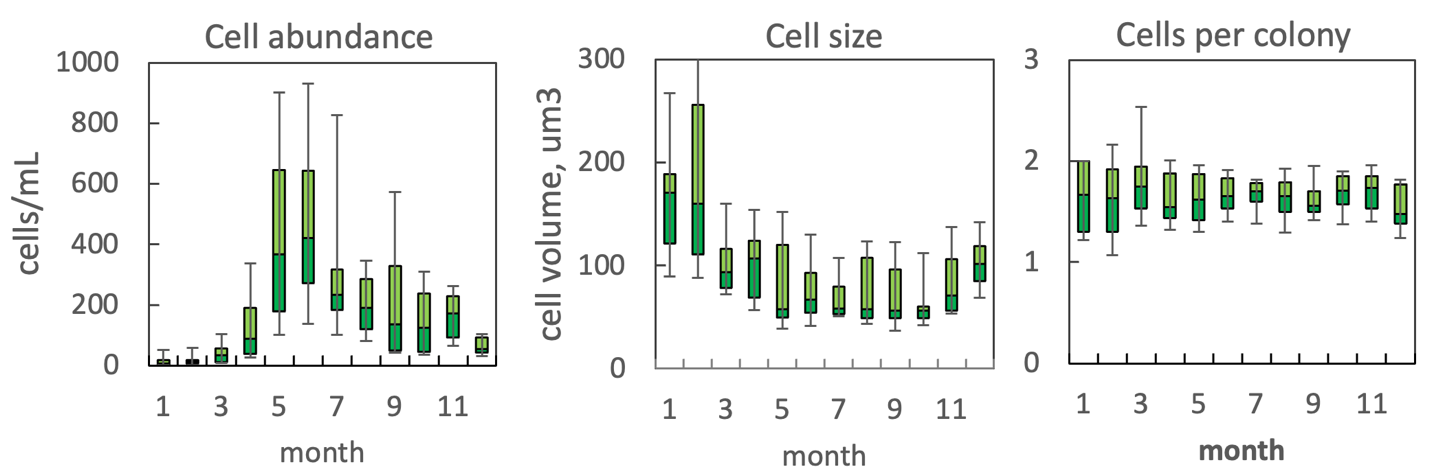 Cell abundance
1000
800
600
400
200
0
cells/mL
1 3 5 7 9 11
month
Cell size
300
200
100
0
cell volume, um3
1 3 5 7 9 11
month
Cells per colony
3
2
1
0
1 3 5 7 9 11
month